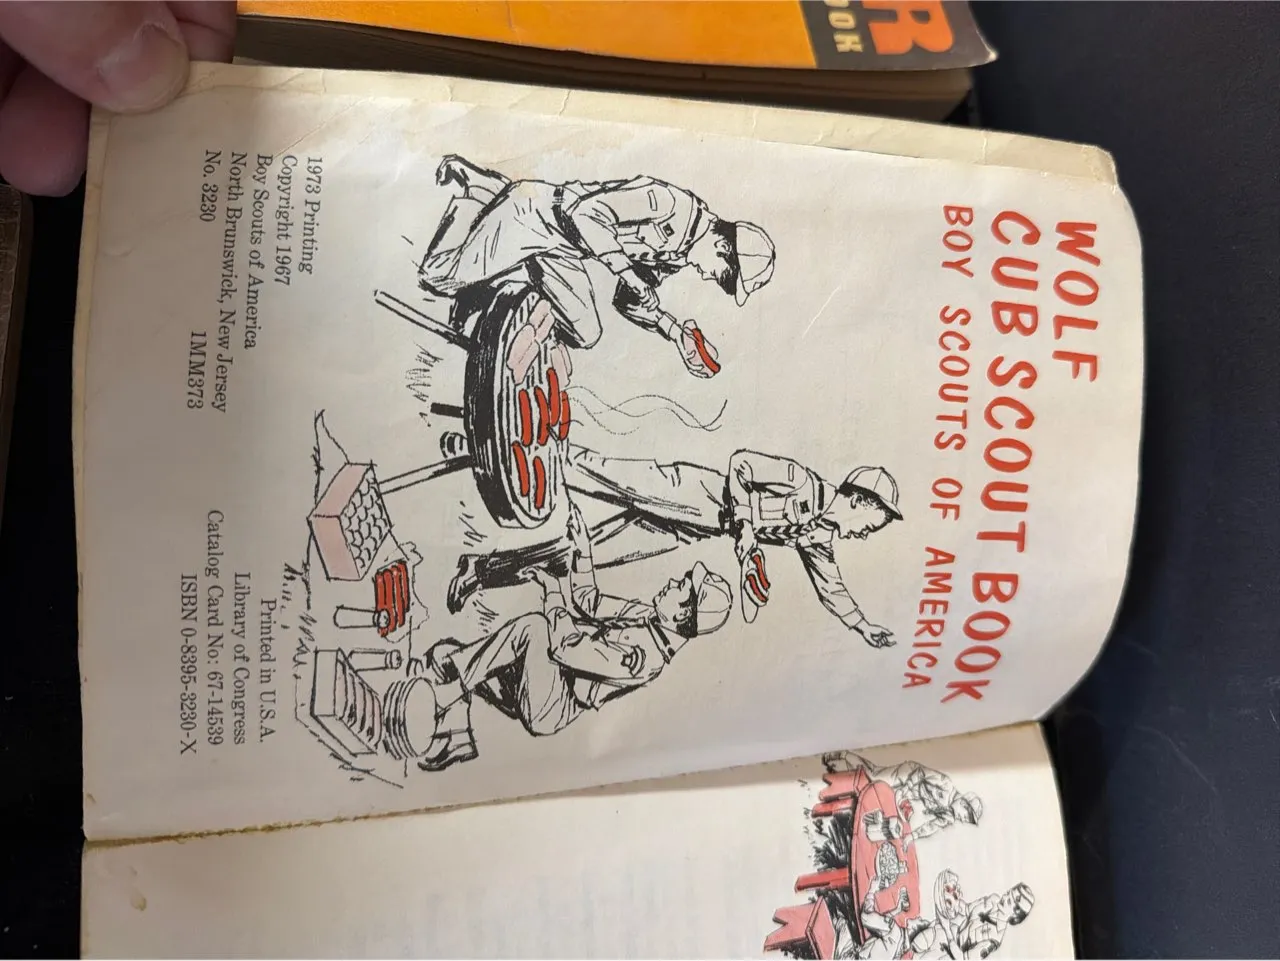 WOLF
CUB SCOUT BOOK
BOY SCOUTS OF AMERICA
1973 Printing
Copyright 1967
Boy Scouts of America
North Brunswick, New Jersey
No. 3230 1MM373
Printed in U.S.A.
Library of Congress
Catalog Card No: 67-14539
ISBN 0-8395-3230-X
R
OOK